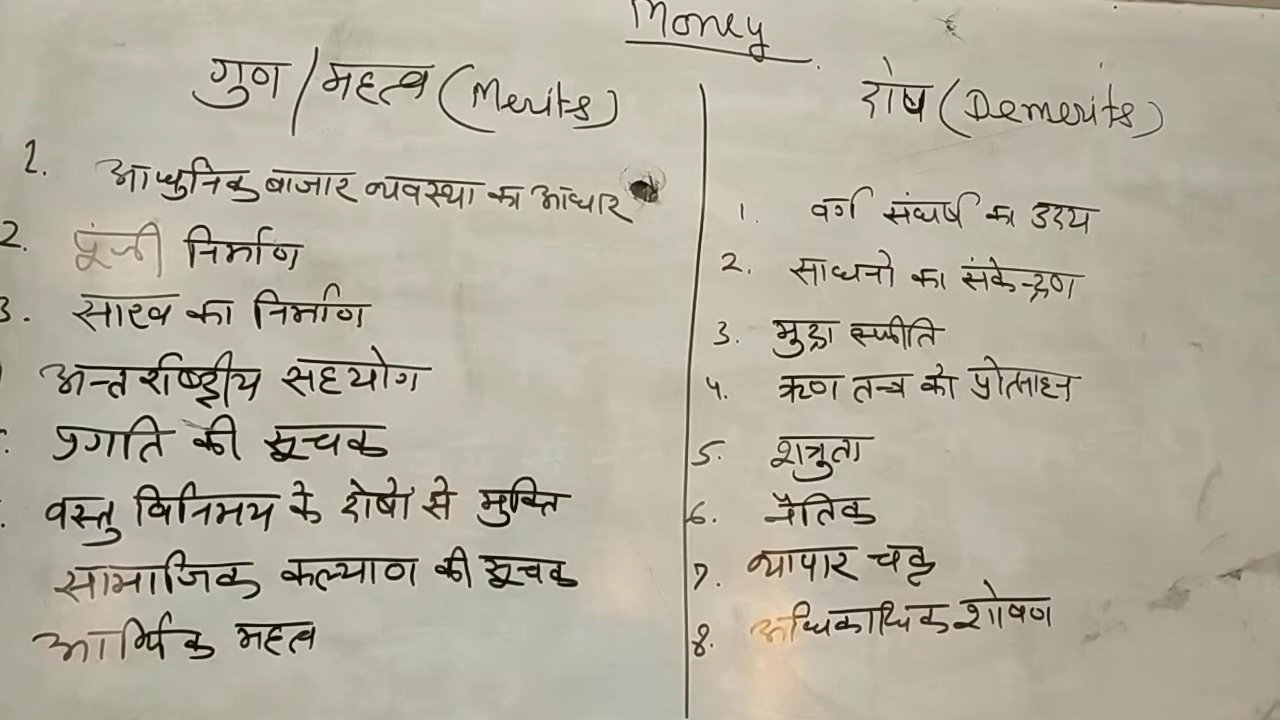 Money
गुण / महत्व (Merits)
1. आधुनिक बाजार व्यवस्था का आधार
2. पूंजी निर्माण
3. साख का निर्माण
अन्तर्राष्ट्रीय सहयोग
प्रगति की सूचक
वस्तु विनिमय के दोषों से मुक्ति
सामाजिक कल्याण की सूचक
आर्थिक महत्व
दोष (Demerits)
1. वर्ग संघर्ष का उदय
2. साधनो का संकेन्द्रण
3. मुद्रा स्फीति
4. ऋण तन्त्र को प्रोत्साहन
5. शत्रुता
6. नैतिक
7. व्यापार चक्र
8. अधिकाधिक शोषण